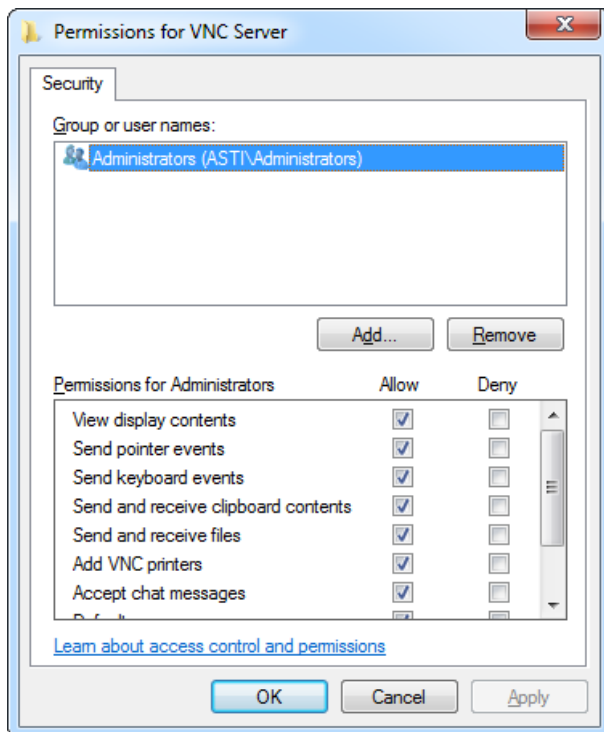 Permissions for VNC Server
Security
Group or user names:
Administrators (ASTI\Administrators)
Add... Remove
Permissions for Administrators Allow Deny
View display contents
Send pointer events
Send keyboard events
Send and receive clipboard contents
Send and receive files
Add VNC printers
Accept chat messages
Learn about access control and permissions
OK Cancel Apply